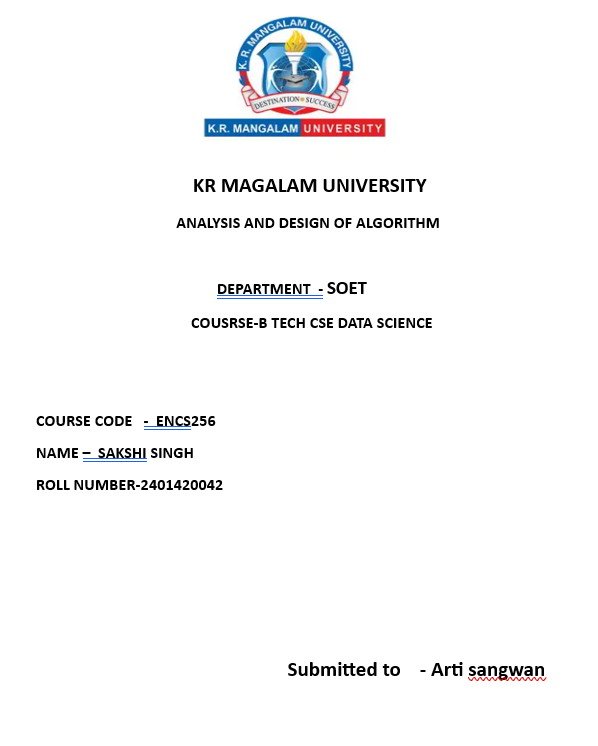 K. R. MANGALAM UNIVERSITY
DESTINATION SUCCESS
K.R. MANGALAM UNIVERSITY
KR MAGALAM UNIVERSITY
ANALYSIS AND DESIGN OF ALGORITHM
DEPARTMENT - SOET
COUSRSE-B TECH CSE DATA SCIENCE
COURSE CODE - ENCS256
NAME – SAKSHI SINGH
ROLL NUMBER-2401420042
Submitted to - Arti sangwan